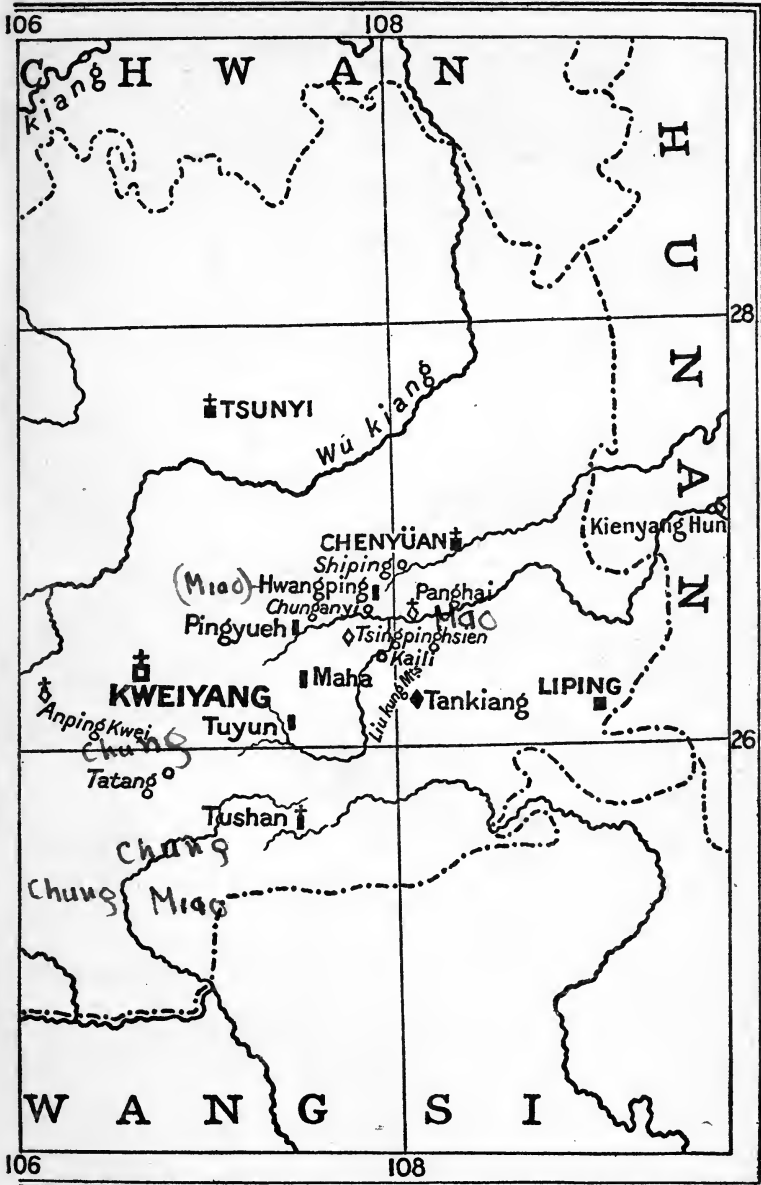 106
108
C H W A N
kiang
H U N A N
28
TSUNYI
Wú kiang
Kienyang Hun
CHENYÜAN
Shiping
(Miao)
Hwangping
Panghai
Chunganyi
Miao
Pingyueh
Tsingpinghsien
Kaili
Maha
Liu kung Mts
KWEIYANG
Tankiang
LIPING
Anping Kwei
Tuyun
Chung
26
Tatang
Tushan
Chung
Chung
Miao
W A N G S I
106
108